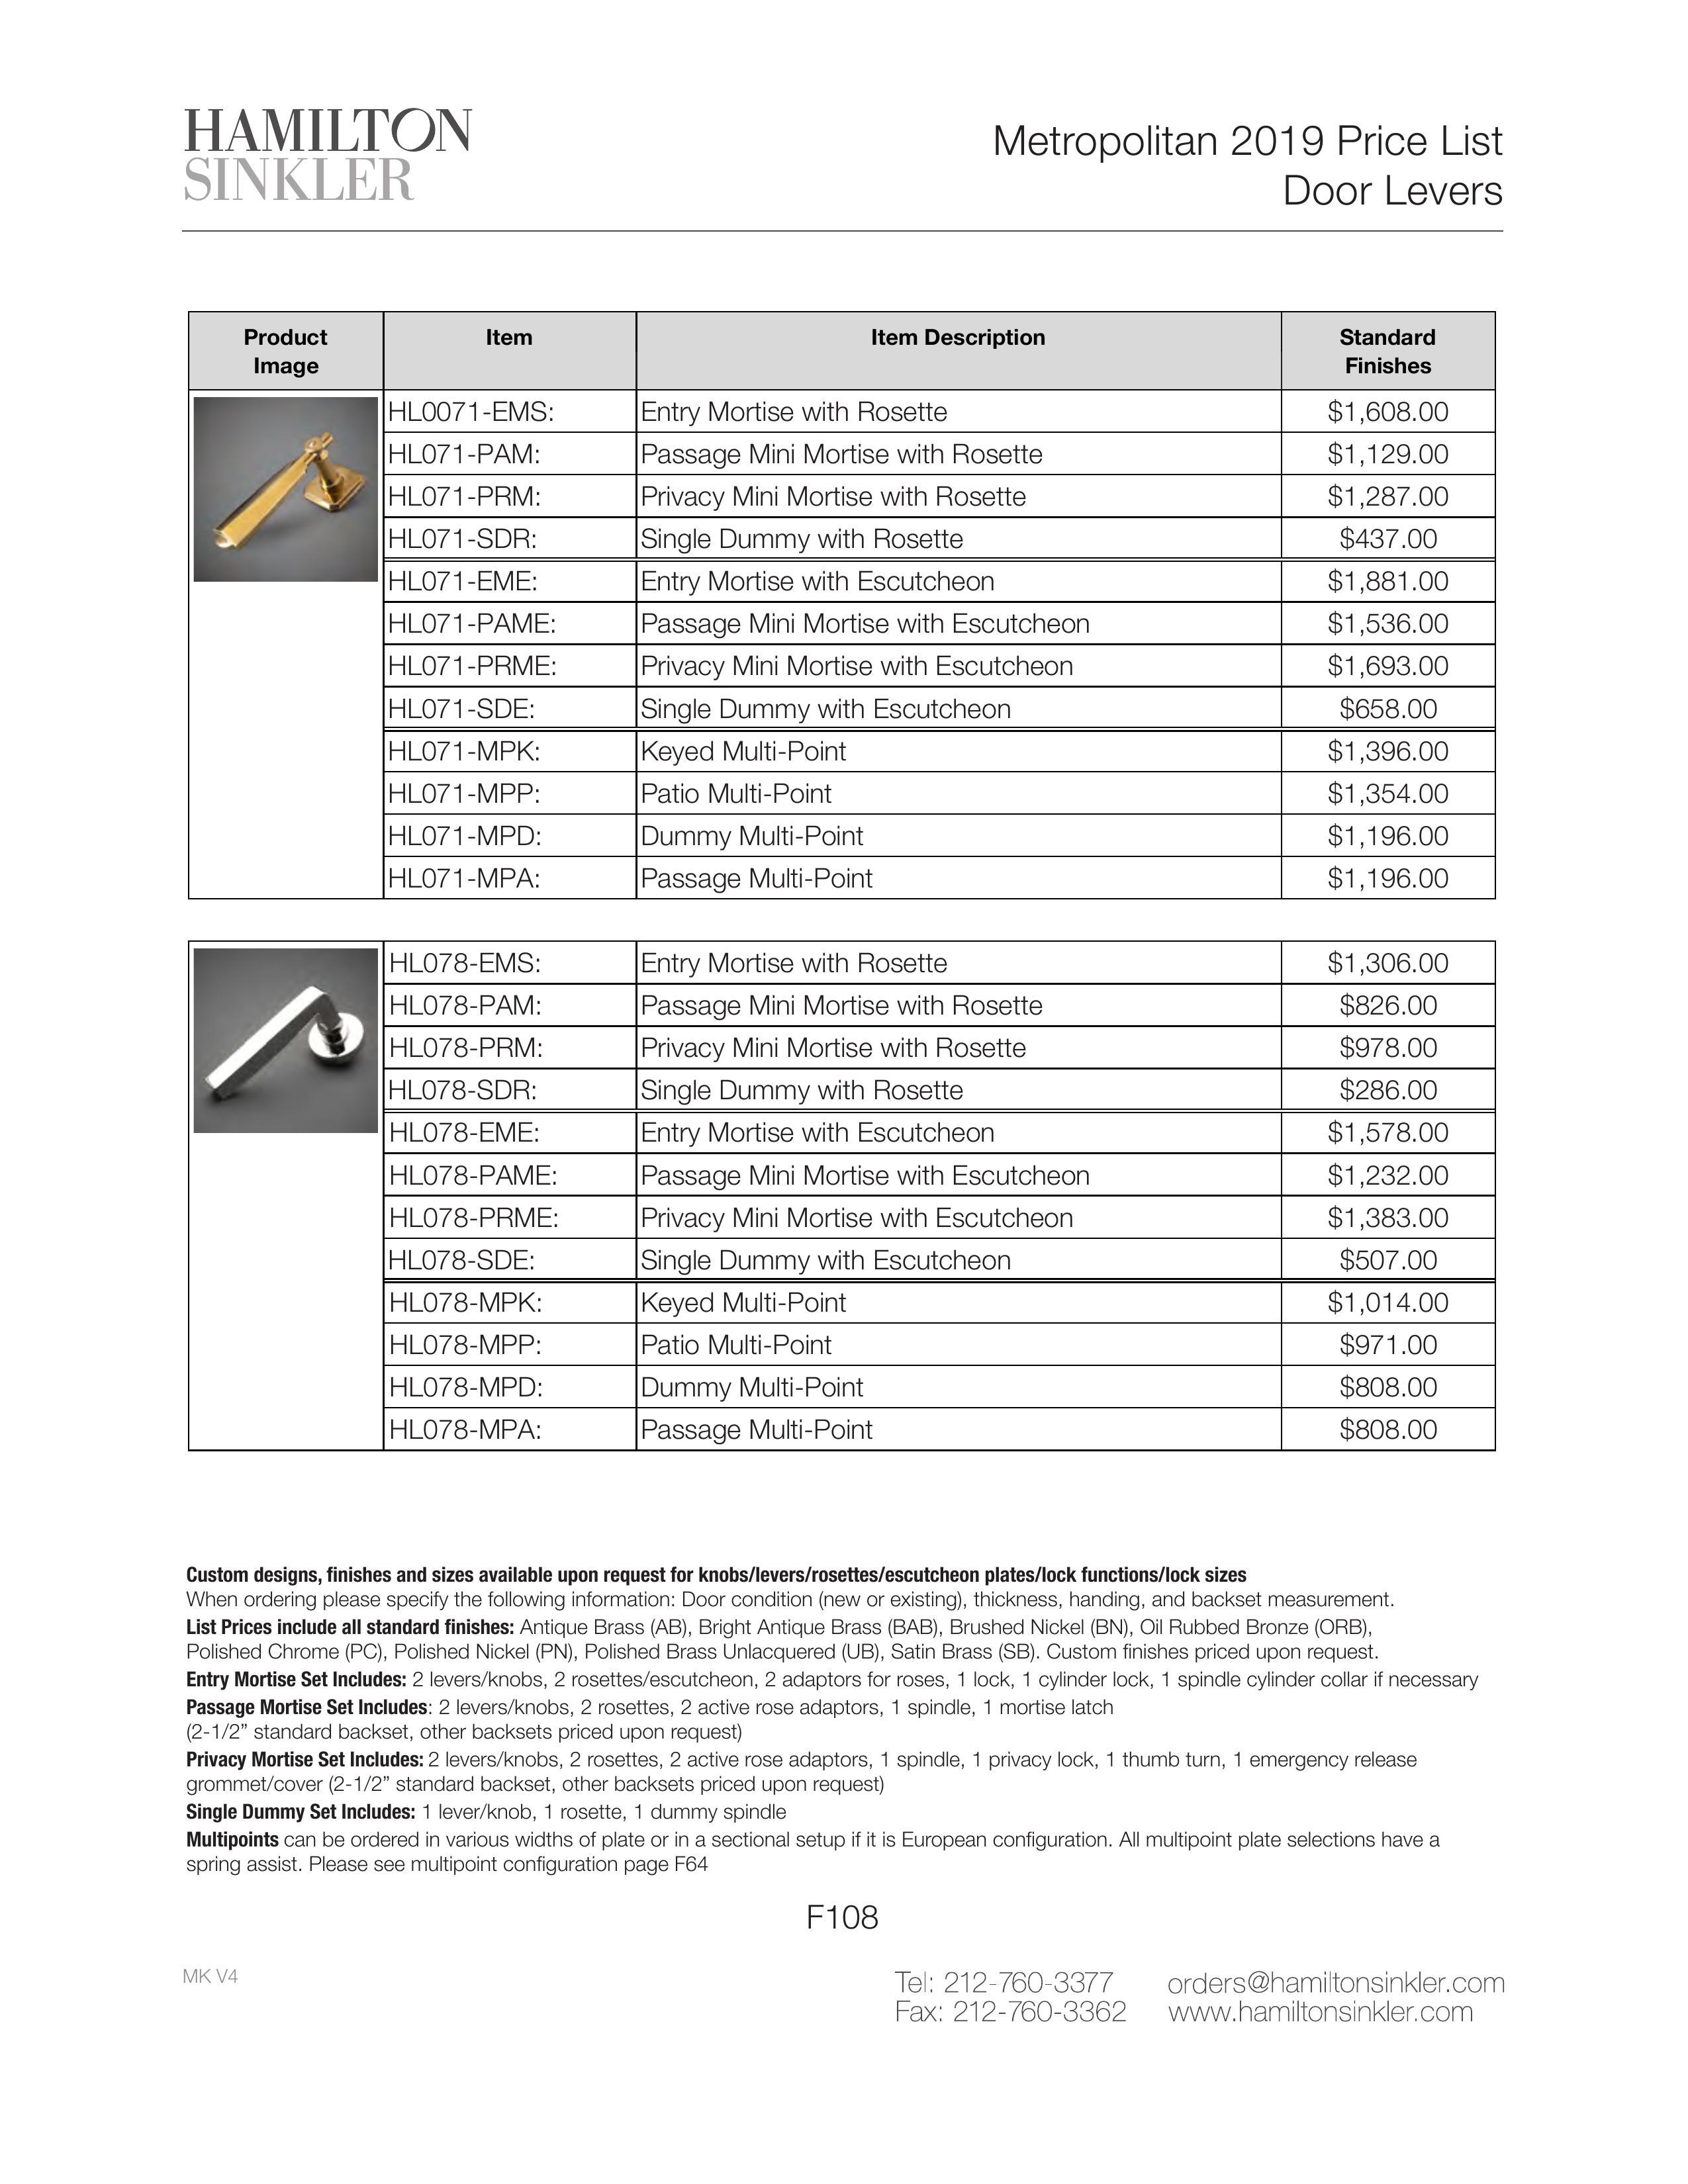 HAMILTON
SINKLER
Metropolitan 2019 Price List
Door Levers
Product Image | Item | Item Description | Standard Finishes
HL0071-EMS: Entry Mortise with Rosette $1,608.00
HL071-PAM: Passage Mini Mortise with Rosette $1,129.00
HL071-PRM: Privacy Mini Mortise with Rosette $1,287.00
HL071-SDR: Single Dummy with Rosette $437.00
HL071-EME: Entry Mortise with Escutcheon $1,881.00
HL071-PAME: Passage Mini Mortise with Escutcheon $1,536.00
HL071-PRME: Privacy Mini Mortise with Escutcheon $1,693.00
HL071-SDE: Single Dummy with Escutcheon $658.00
HL071-MPK: Keyed Multi-Point $1,396.00
HL071-MPP: Patio Multi-Point $1,354.00
HL071-MPD: Dummy Multi-Point $1,196.00
HL071-MPA: Passage Multi-Point $1,196.00
HL078-EMS: Entry Mortise with Rosette $1,306.00
HL078-PAM: Passage Mini Mortise with Rosette $826.00
HL078-PRM: Privacy Mini Mortise with Rosette $978.00
HL078-SDR: Single Dummy with Rosette $286.00
HL078-EME: Entry Mortise with Escutcheon $1,578.00
HL078-PAME: Passage Mini Mortise with Escutcheon $1,232.00
HL078-PRME: Privacy Mini Mortise with Escutcheon $1,383.00
HL078-SDE: Single Dummy with Escutcheon $507.00
HL078-MPK: Keyed Multi-Point $1,014.00
HL078-MPP: Patio Multi-Point $971.00
HL078-MPD: Dummy Multi-Point $808.00
HL078-MPA: Passage Multi-Point $808.00
Custom designs, finishes and sizes available upon request for knobs/levers/rosettes/escutcheon plates/lock functions/lock sizes
When ordering please specify the following information: Door condition (new or existing), thickness, handing, and backset measurement.
List Prices include all standard finishes: Antique Brass (AB), Bright Antique Brass (BAB), Brushed Nickel (BN), Oil Rubbed Bronze (ORB),
Polished Chrome (PC), Polished Nickel (PN), Polished Brass Unlacquered (UB), Satin Brass (SB). Custom finishes priced upon request.
Entry Mortise Set Includes: 2 levers/knobs, 2 rosettes/escutcheon, 2 adaptors for roses, 1 lock, 1 cylinder lock, 1 spindle cylinder collar if necessary
Passage Mortise Set Includes: 2 levers/knobs, 2 rosettes, 2 active rose adaptors, 1 spindle, 1 mortise latch
(2-1/2” standard backset, other backsets priced upon request)
Privacy Mortise Set Includes: 2 levers/knobs, 2 rosettes, 2 active rose adaptors, 1 spindle, 1 privacy lock, 1 thumb turn, 1 emergency release
grommet/cover (2-1/2” standard backset, other backsets priced upon request)
Single Dummy Set Includes: 1 lever/knob, 1 rosette, 1 dummy spindle
Multipoints can be ordered in various widths of plate or in a sectional setup if it is European configuration. All multipoint plate selections have a
spring assist. Please see multipoint configuration page F64
F108
MK V4
Tel: 212-760-3377 orders@hamiltonsinkler.com
Fax: 212-760-3362 www.hamiltonsinkler.com